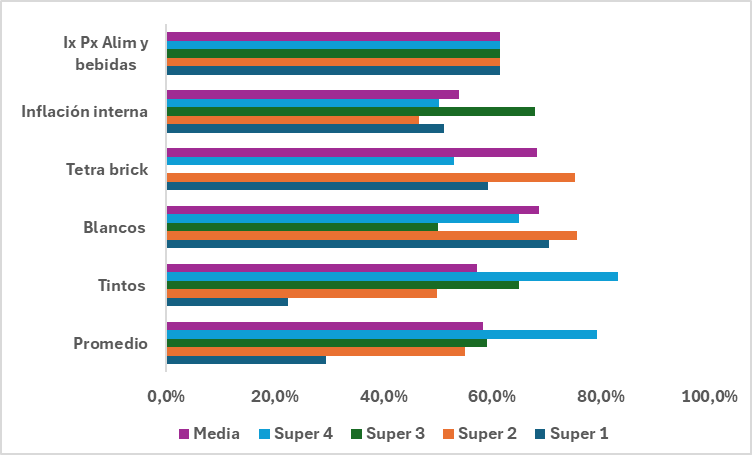 Ix Px Alim y
bebidas
Inflación interna
Tetra brick
Blancos
Tintos
Promedio
0,0% 20,0% 40,0% 60,0% 80,0% 100,0%
Media Super 4 Super 3 Super 2 Super 1